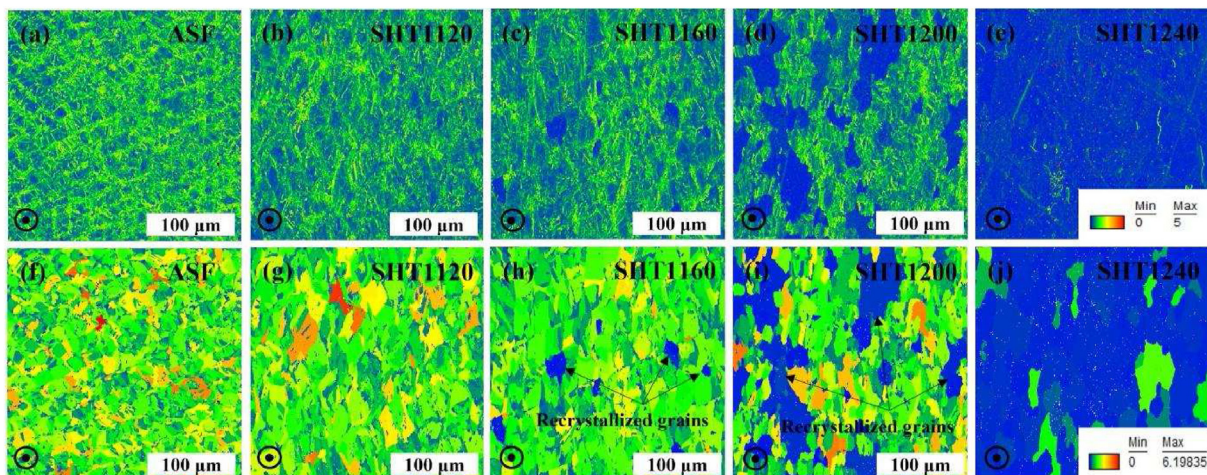 (a) ASF
(b) SHT1120
(c) SHT1160
(d) SHT1200
(e) SHT1240
100 µm
100 µm
100 µm
100 µm
Min Max
0 5
(f) ASF
(g) SHT1120
(h) SHT1160
(i) SHT1200
(j) SHT1240
Recrystallized grains
Recrystallized grains
100 µm
100 µm
100 µm
100 µm
Min Max
0 6.19835